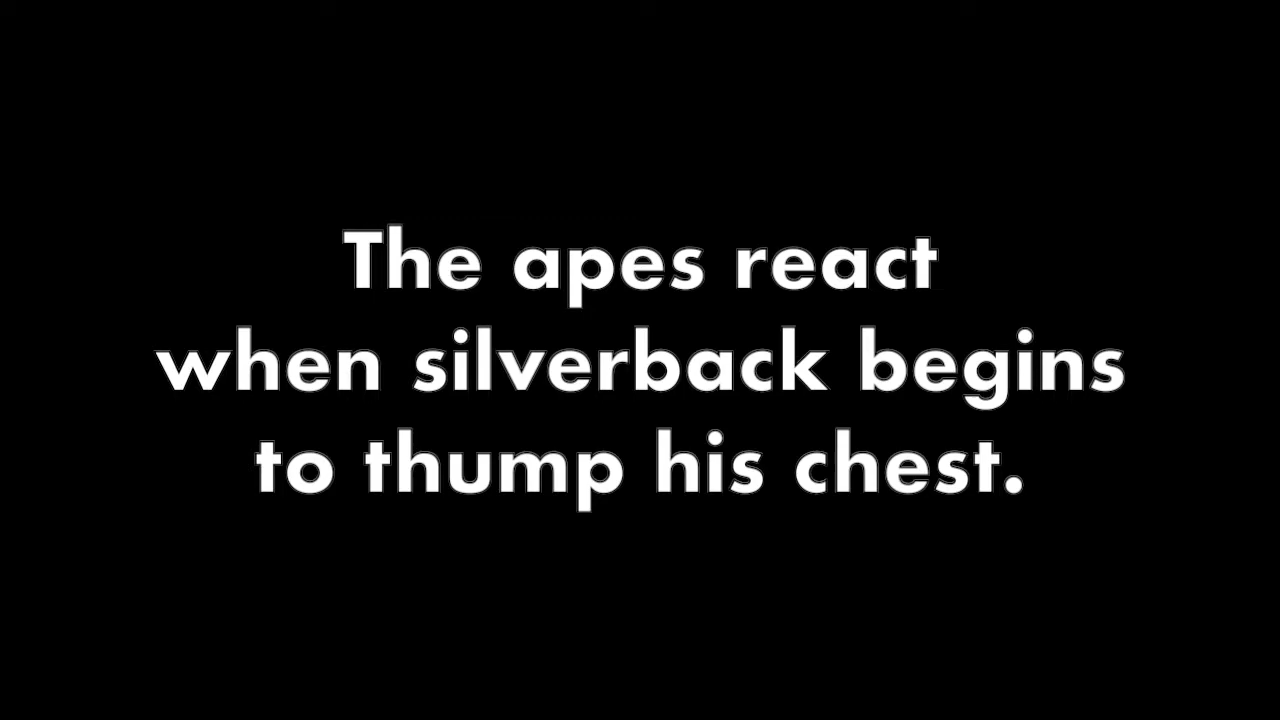 The apes react
when silverback begins
to thump his chest.